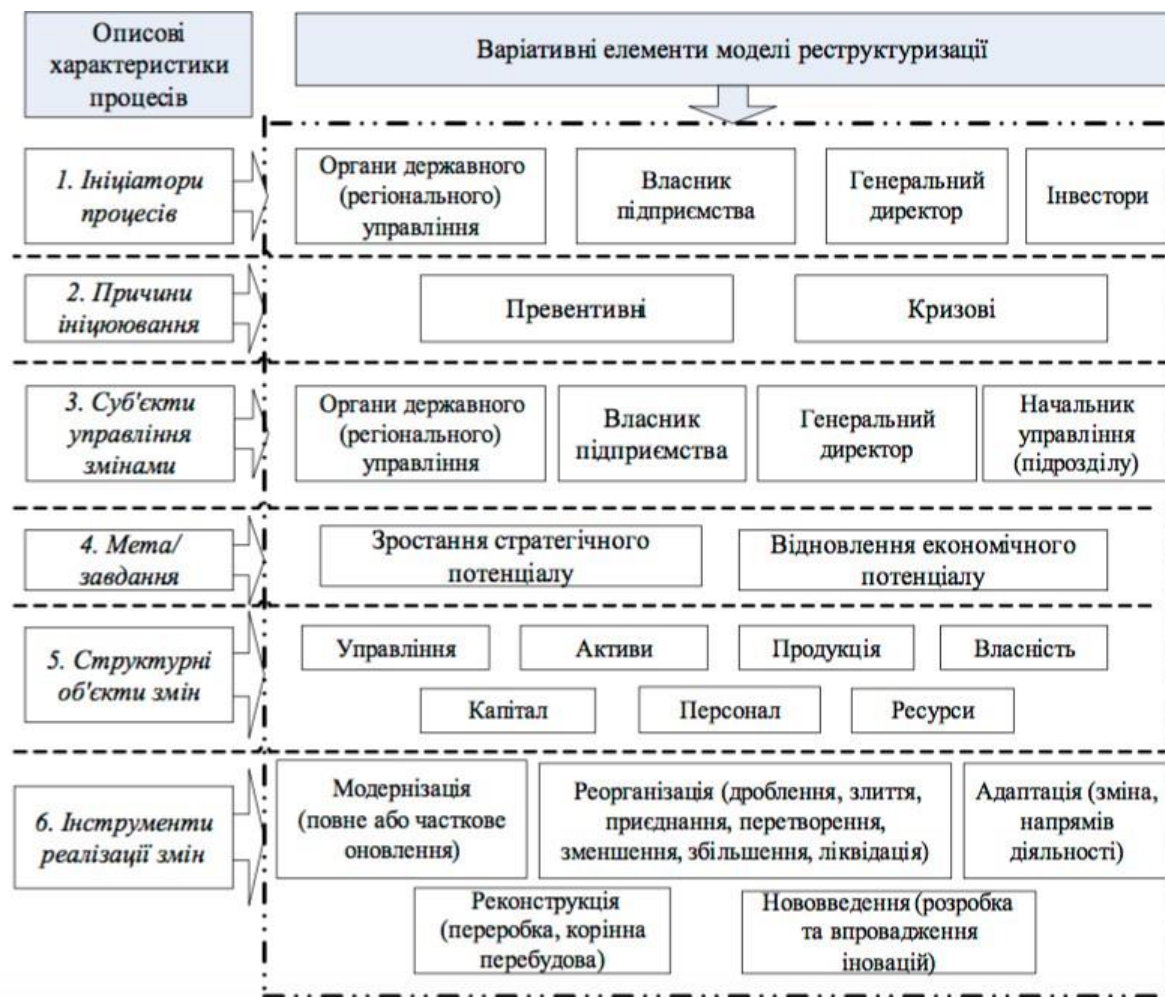 Описові
характеристики
процесів
Варіативні елементи моделі реструктуризації
1. Ініціатори
процесів
Органи державного
(регіонального)
управління
Власник
підприємства
Генеральний
директор
Інвестори
2. Причини
ініціюювання
Превентивні
Кризові
3. Суб'єкти
управління
змінами
Органи державного
(регіонального)
управління
Власник
підприємства
Генеральний
директор
Начальник
управління
(підрозділу)
4. Мета/
завдання
Зростання стратегічного
потенціалу
Відновлення економічного
потенціалу
5. Структурні
об'єкти змін
Управління
Активи
Продукція
Власність
Капітал
Персонал
Ресурси
6. Інструменти
реалізації змін
Модернізація
(повне або часткове
оновлення)
Реорганізація (дроблення, злиття,
приєднання, перетворення,
зменшення, збільшення, ліквідація)
Адаптація (зміна,
напрямів
діяльності)
Реконструкція
(переробка, корінна
перебудова)
Нововведення (розробка
та впровадження
іновацій)